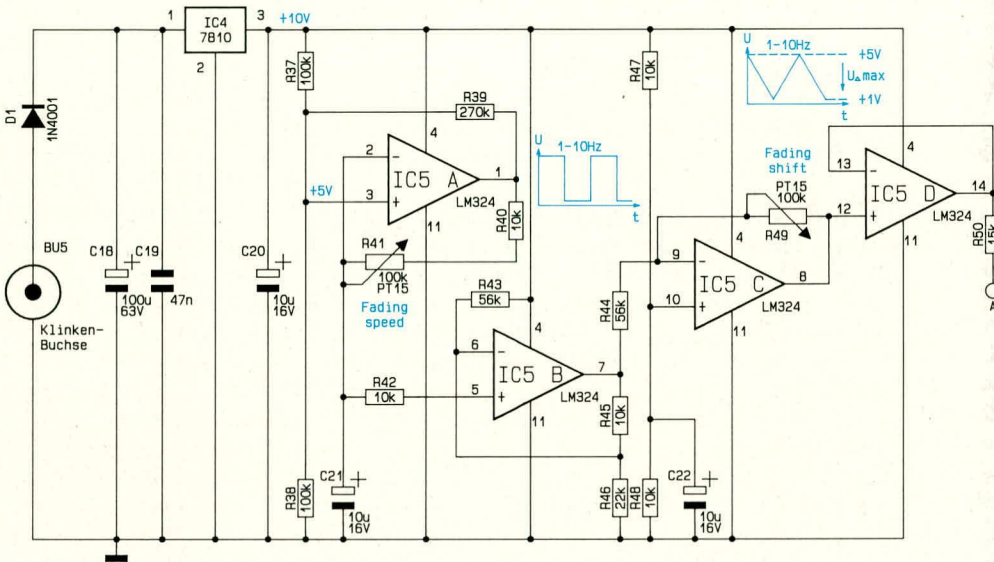 1
IC4
7810
3
2
+10V
D1
1N4001
BU5
Klinken-
Buchse
C18
+
100u
63V
C19
47n
C20
+
10u
16V
R37
100k
R39
270k
+5V
2
-
3
+
4
1
11
IC5 A
LM324
R40
10k
R41
100k
PT15
Fading
speed
R38
100k
C21
+
10u
16V
R42
10k
R43
56k
U
1-10Hz
t
6
-
5
+
4
7
11
IC5 B
LM324
R44
56k
R45
10k
R46
22k
R47
10k
R48
10k
C22
+
10u
16V
9
-
10
+
4
8
11
IC5 C
LM324
U
1-10Hz
+5V
U△max
+1V
t
Fading
shift
PT15
100k
R49
13
-
12
+
4
14
11
IC5 D
LM324
R50
15k